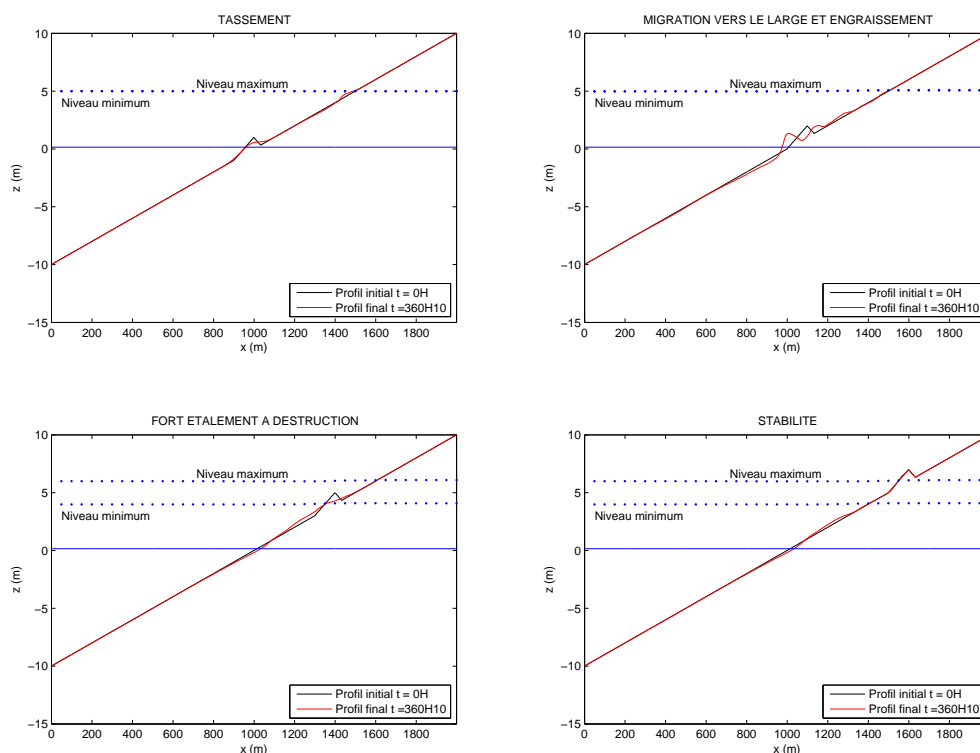 TASSEMENT
10
5
0
−5
−10
−15
z (m)
Niveau maximum
Niveau minimum
Profil initial t = 0H
Profil final t =360H10
0 200 400 600 800 1000 1200 1400 1600 1800
x (m)
MIGRATION VERS LE LARGE ET ENGRAISSEMENT
10
5
0
−5
−10
−15
z (m)
Niveau maximum
Niveau minimum
Profil initial t = 0H
Profil final t =360H10
0 200 400 600 800 1000 1200 1400 1600 1800
x (m)
FORT ETALEMENT A DESTRUCTION
10
5
0
−5
−10
−15
z (m)
Niveau maximum
Niveau minimum
Profil initial t = 0H
Profil final t =360H10
0 200 400 600 800 1000 1200 1400 1600 1800
x (m)
STABILITE
10
5
0
−5
−10
−15
z (m)
Niveau maximum
Niveau minimum
Profil initial t = 0H
Profil final t =360H10
0 200 400 600 800 1000 1200 1400 1600 1800
x (m)